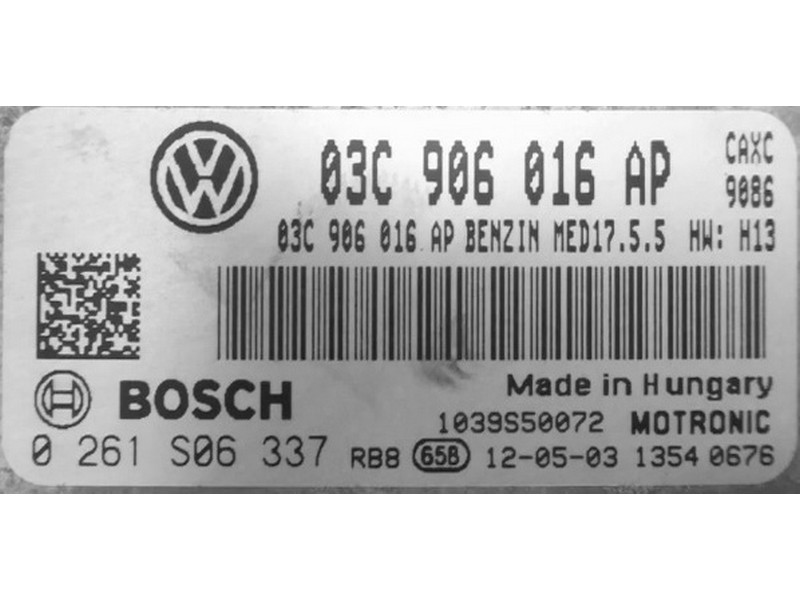 03C 906 016 AP CAXC
9086
03C 906 016 AP BENZIN MED17.5.5 HW: H13
BOSCH Made in Hungary
1039S50072 MOTRONIC
0 261 S06 337 RB8 65B 12-05-03 1354 0676